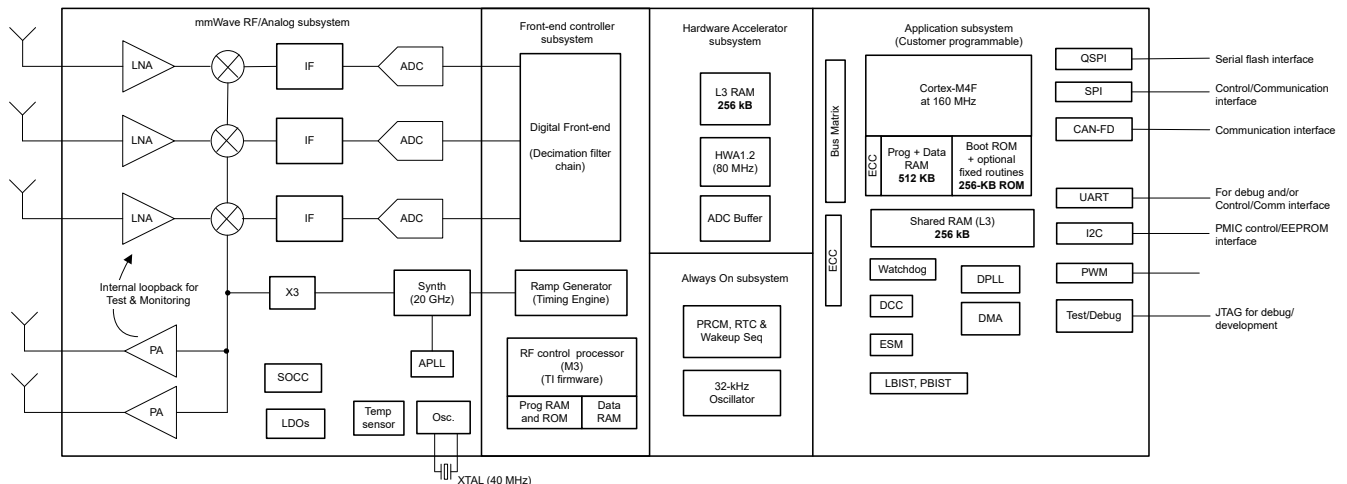 mmWave RF/Analog subsystem
LNA
IF
ADC
LNA
IF
ADC
LNA
IF
ADC
Internal loopback for
Test & Monitoring
PA
PA
X3
Synth
(20 GHz)
APLL
SOCC
LDOs
Temp
sensor
Osc.
XTAL (40 MHz)
Front-end controller
subsystem
Digital Front-end
(Decimation filter
chain)
Ramp Generator
(Timing Engine)
RF control processor
(M3)
(TI firmware)
Prog RAM
and ROM
Data
RAM
Hardware Accelerator
subsystem
L3 RAM
256 kB
HWA1.2
(80 MHz)
ADC Buffer
Always On subsystem
PRCM, RTC &
Wakeup Seq
32-kHz
Oscillator
Application subsystem
(Customer programmable)
Bus Matrix
Cortex-M4F
at 160 MHz
ECC
Prog + Data
RAM
512 KB
Boot ROM
+ optional
fixed routines
256-KB ROM
ECC
Shared RAM (L3)
256 kB
Watchdog
DCC
ESM
LBIST, PBIST
DPLL
DMA
QSPI
Serial flash interface
SPI
Control/Communication
interface
CAN-FD
Communication interface
UART
For debug and/or
Control/Comm interface
I2C
PMIC control/EEPROM
interface
PWM
Test/Debug
JTAG for debug/
development